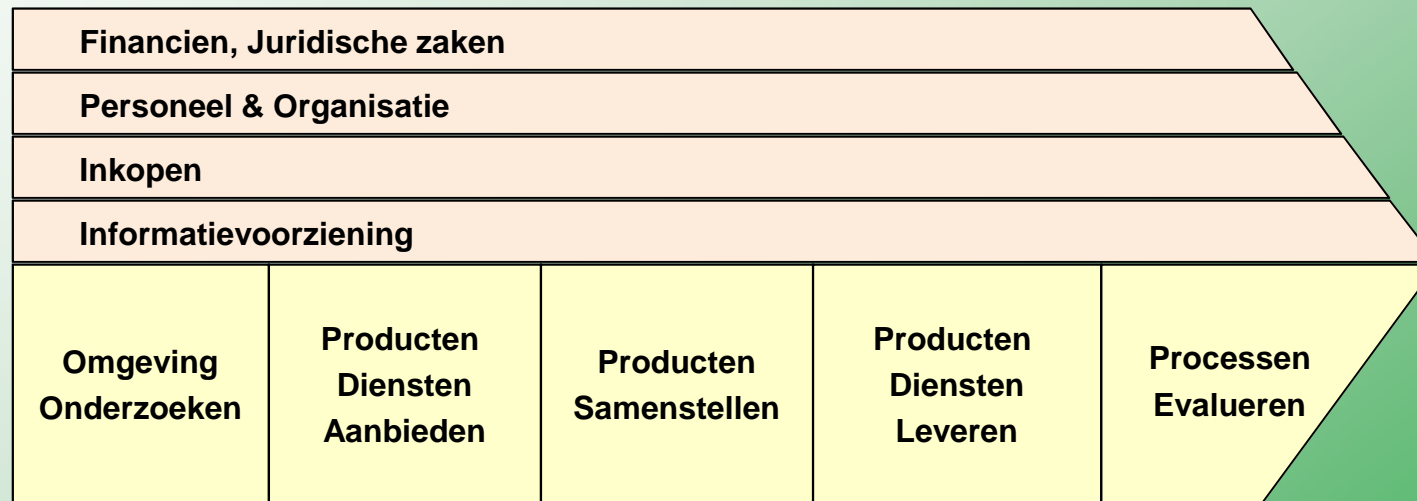 Financien, Juridische zaken
Personeel & Organisatie
Inkopen
Informatievoorziening
Omgeving
Onderzoeken
Producten
Diensten
Aanbieden
Producten
Samenstellen
Producten
Diensten
Leveren
Processen
Evalueren